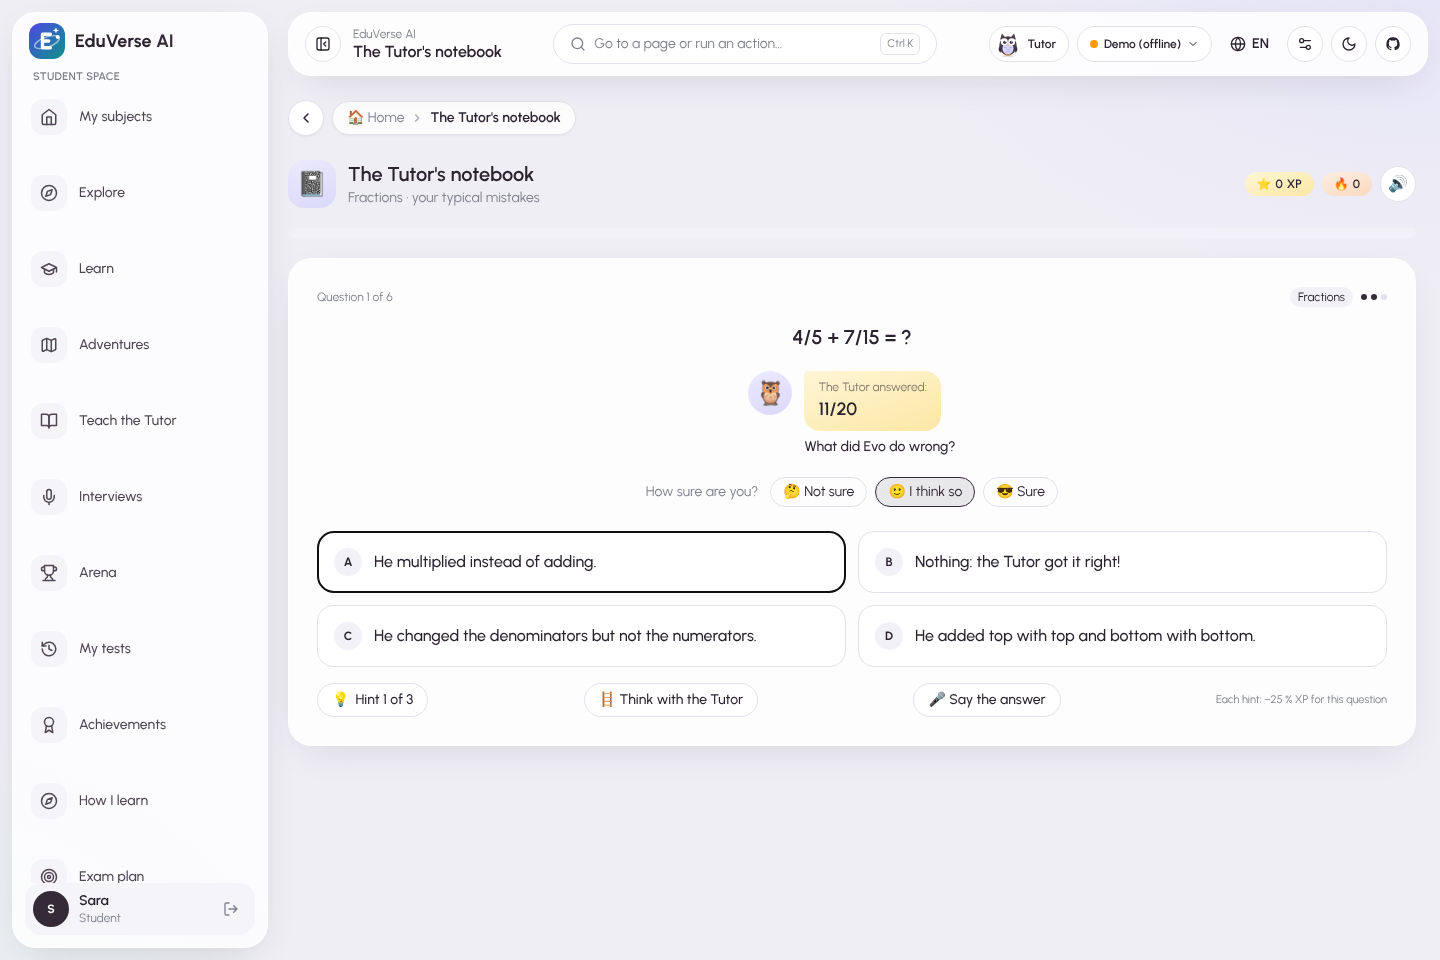 EduVerse AI
STUDENT SPACE
My subjects
Explore
Learn
Adventures
Teach the Tutor
Interviews
Arena
My tests
Achievements
How I learn
Exam plan
S
Sara
Student
EduVerse AI
The Tutor's notebook
Go to a page or run an action...
Ctrl K
Tutor
Demo (offline)
EN
Home
The Tutor's notebook
The Tutor's notebook
Fractions · your typical mistakes
0 XP
0
Question 1 of 6
Fractions
4/5 + 7/15 = ?
The Tutor answered:
11/20
What did Evo do wrong?
How sure are you?
Not sure
I think so
Sure
A He multiplied instead of adding.
B Nothing: the Tutor got it right!
C He changed the denominators but not the numerators.
D He added top with top and bottom with bottom.
Hint 1 of 3
Think with the Tutor
Say the answer
Each hint: −25 % XP for this question